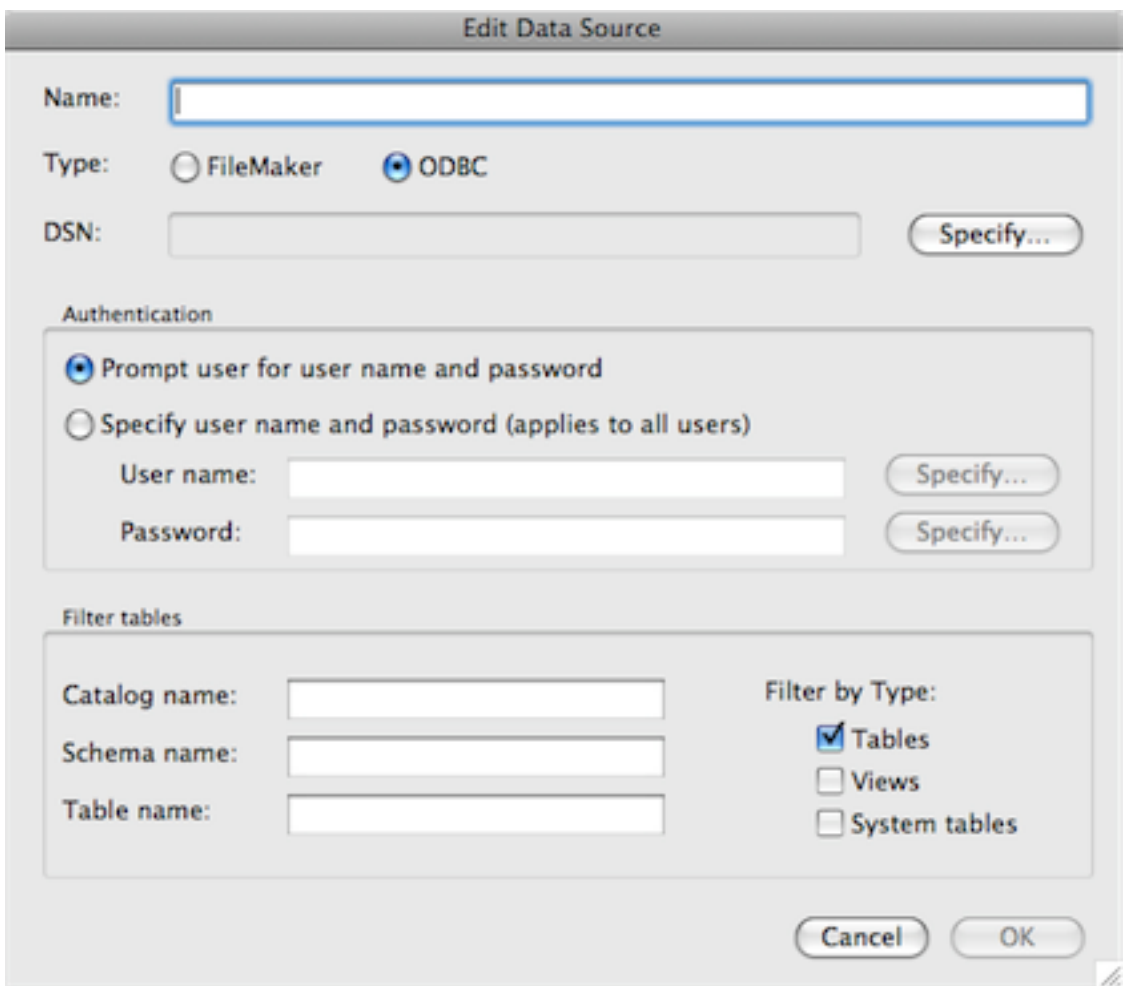 Edit Data Source
Name:
Type: FileMaker ODBC
DSN: Specify...
Authentication
Prompt user for user name and password
Specify user name and password (applies to all users)
User name: Specify...
Password: Specify...
Filter tables
Catalog name: Filter by Type:
Tables
Schema name:
Views
Table name:
System tables
Cancel OK